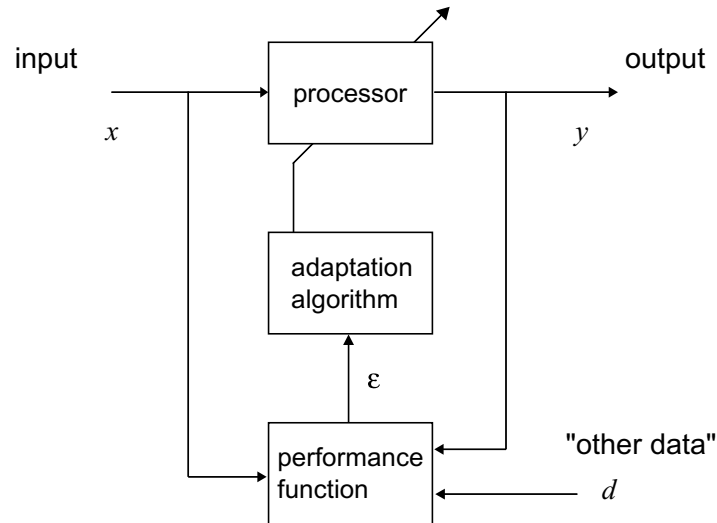 input
output
processor
x
y
adaptation
algorithm
ε
"other data"
performance
function
d